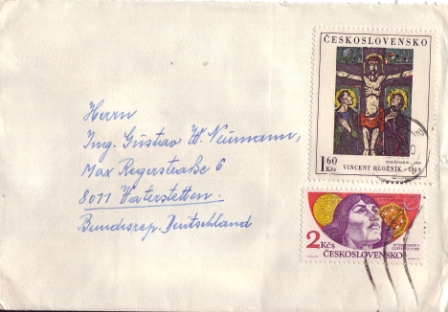 ČESKOSLOVENSKO
1 60
Kčs
VINCENT HLOŽNÍK
Herrn
Ing. Gustav W. Neumann,
Max Regerstraße 6
8011 Vaterstetten.
Bundesrep. Deutschland
2 Kčs
ČESKOSLOVENSKO